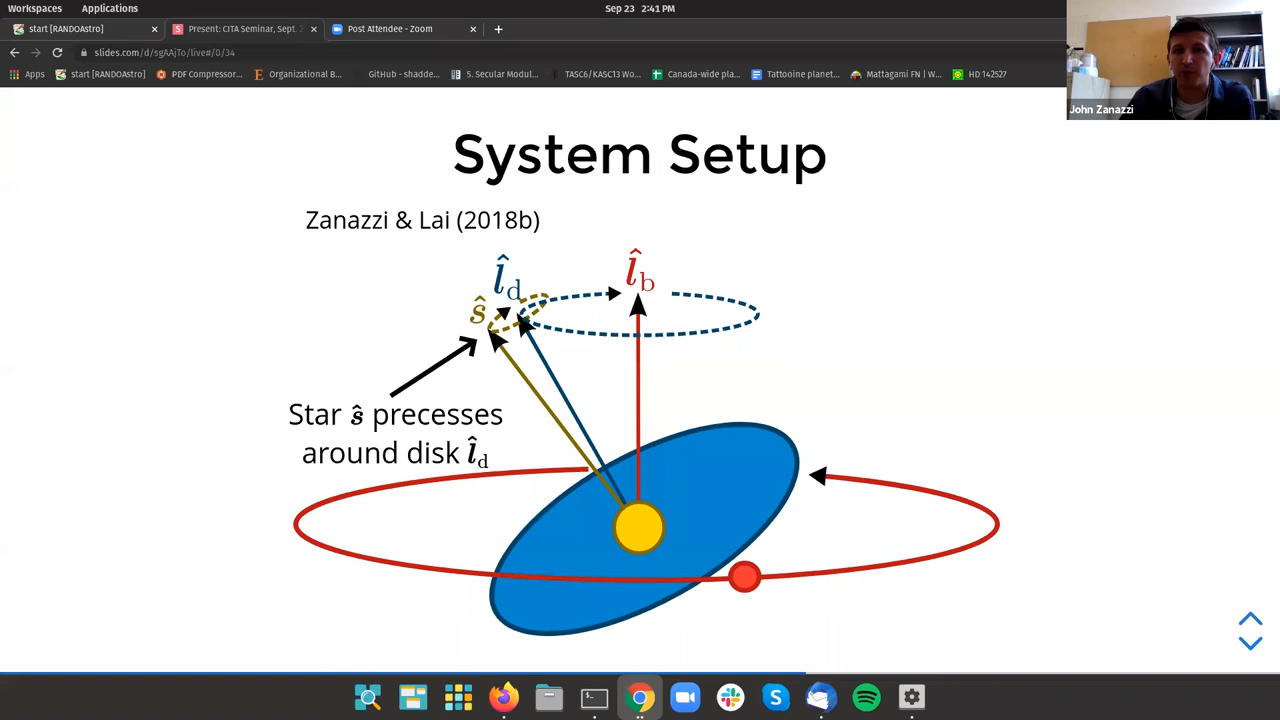 Workspaces Applications Sep 23 2:41 PM
start [RANDOAstro] Present: CITA Seminar, Sept. 2 Post Attendee - Zoom
slides.com/d/sgAAjTo/live#/0/34
Apps start [RANDOAstro] PDF Compressor... Organizational B... GitHub - shadde... 5. Secular Modul... TASC6/KASC13 Wo... Canada-wide pla... Tattooine planet... Mattagami FN | W... HD 142527
John Zanazzi
System Setup
Zanazzi & Lai (2018b)
l̂d
l̂b
ŝ
Star ŝ precesses
around disk l̂d